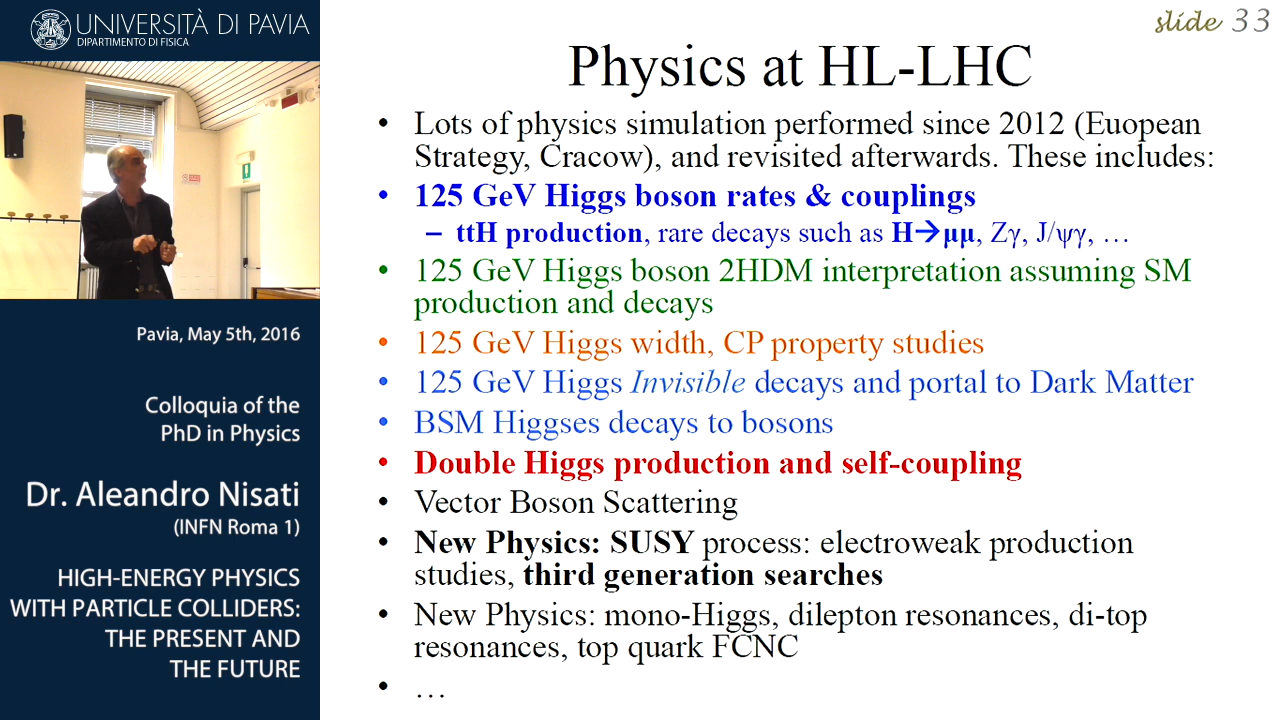 UNIVERSITÀ DI PAVIA
DIPARTIMENTO DI FISICA
Pavia, May 5th, 2016
Colloquia of the
PhD in Physics
Dr. Aleandro Nisati
(INFN Roma 1)
HIGH-ENERGY PHYSICS
WITH PARTICLE COLLIDERS:
THE PRESENT AND
THE FUTURE
slide 33
Physics at HL-LHC
• Lots of physics simulation performed since 2012 (Euopean
Strategy, Cracow), and revisited afterwards. These includes:
• 125 GeV Higgs boson rates & couplings
– ttH production, rare decays such as H→μμ, Zγ, J/ψγ, …
• 125 GeV Higgs boson 2HDM interpretation assuming SM
production and decays
• 125 GeV Higgs width, CP property studies
• 125 GeV Higgs Invisible decays and portal to Dark Matter
• BSM Higgses decays to bosons
• Double Higgs production and self-coupling
• Vector Boson Scattering
• New Physics: SUSY process: electroweak production
studies, third generation searches
• New Physics: mono-Higgs, dilepton resonances, di-top
resonances, top quark FCNC
• …